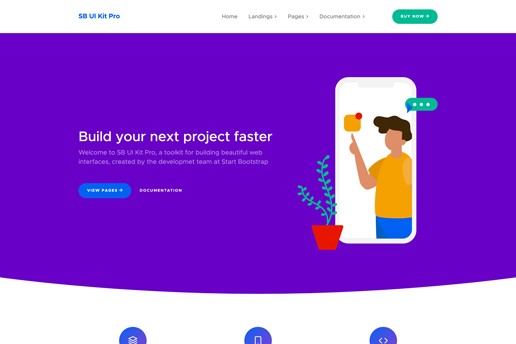 SB UI Kit Pro
Home
Landings
Pages
Documentation
BUY NOW
Build your next project faster
Welcome to SB UI Kit Pro, a toolkit for building beautiful web
interfaces, created by the developmet team at Start Bootstrap
VIEW PAGES
DOCUMENTATION